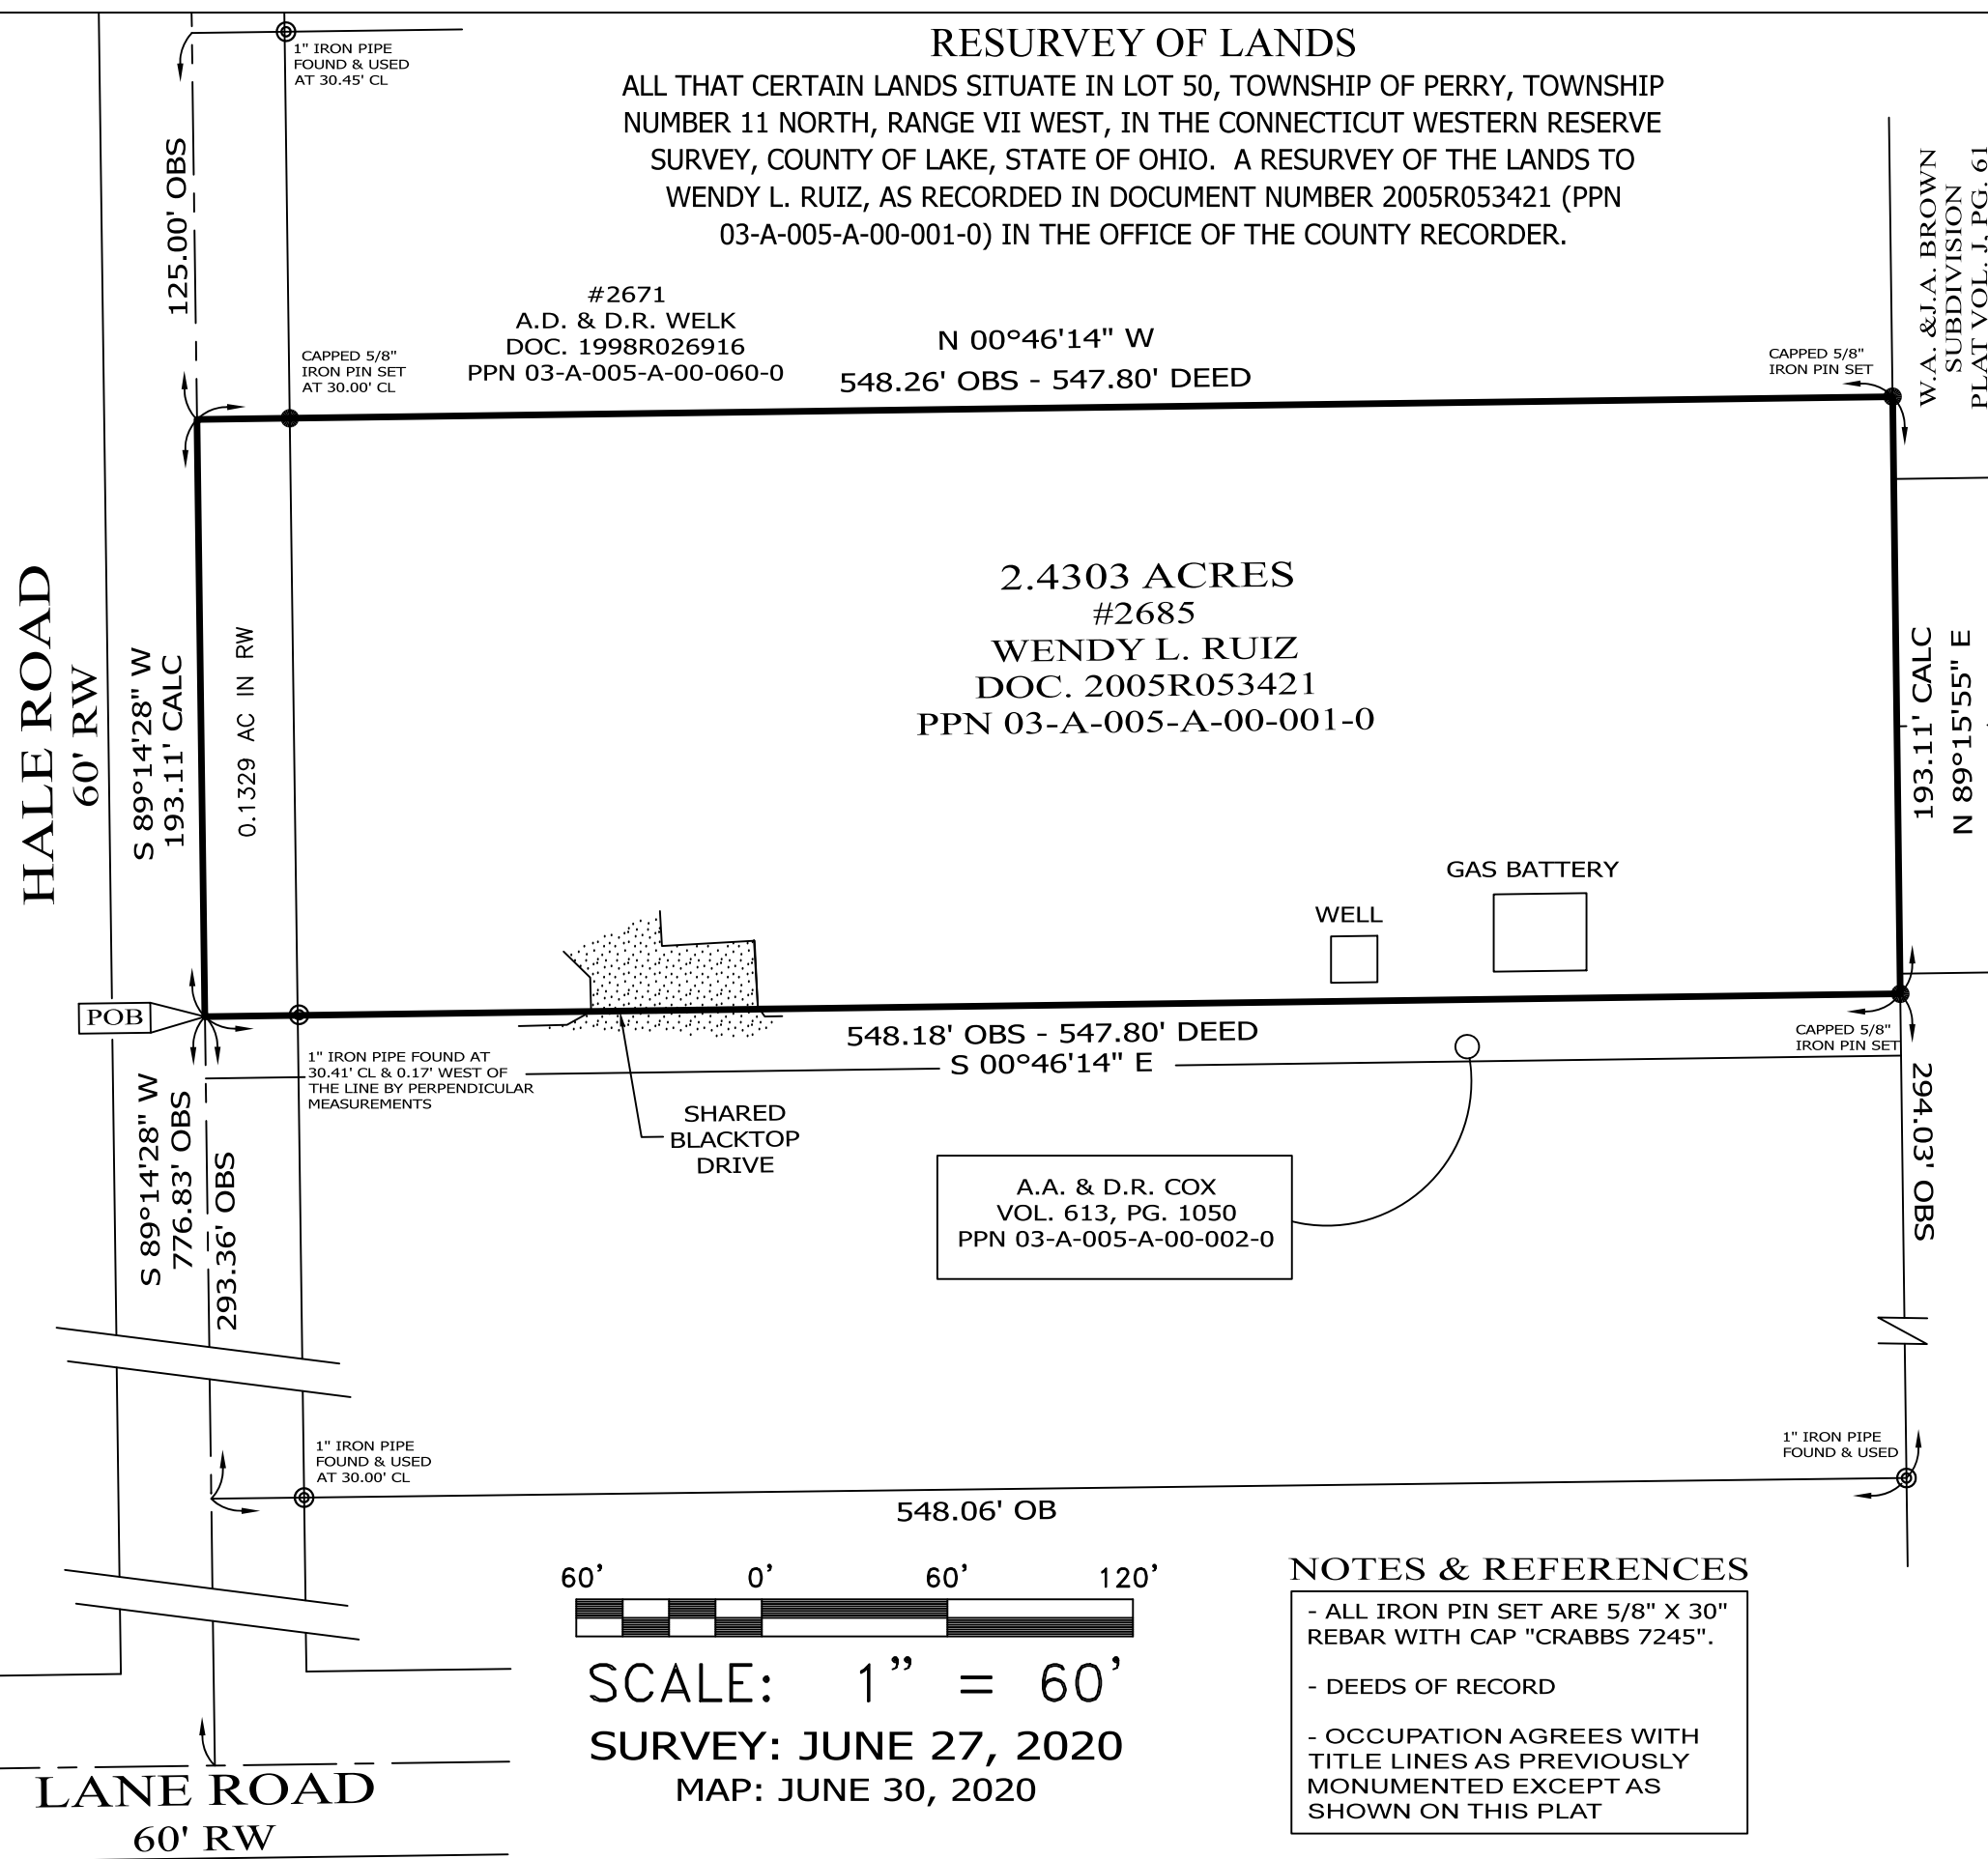 RESURVEY OF LANDS
ALL THAT CERTAIN LANDS SITUATE IN LOT 50, TOWNSHIP OF PERRY, TOWNSHIP
NUMBER 11 NORTH, RANGE VII WEST, IN THE CONNECTICUT WESTERN RESERVE
SURVEY, COUNTY OF LAKE, STATE OF OHIO. A RESURVEY OF THE LANDS TO
WENDY L. RUIZ, AS RECORDED IN DOCUMENT NUMBER 2005R053421 (PPN
03-A-005-A-00-001-0) IN THE OFFICE OF THE COUNTY RECORDER.
1" IRON PIPE
FOUND & USED
AT 30.45' CL
125.00' OBS
W.A. &J.A. BROWN
SUBDIVISION
PLAT VOL. J, PG. 61
#2671
A.D. & D.R. WELK
DOC. 1998R026916
PPN 03-A-005-A-00-060-0
CAPPED 5/8"
IRON PIN SET
AT 30.00' CL
N 00°46'14" W
548.26' OBS - 547.80' DEED
CAPPED 5/8"
IRON PIN SET
HALE ROAD
60' RW
S 89°14'28" W
193.11' CALC
0.1329 AC IN RW
2.4303 ACRES
#2685
WENDY L. RUIZ
DOC. 2005R053421
PPN 03-A-005-A-00-001-0
193.11' CALC
N 89°15'55" E
GAS BATTERY
WELL
POB
548.18' OBS - 547.80' DEED
S 00°46'14" E
CAPPED 5/8"
IRON PIN SET
1" IRON PIPE FOUND AT
30.41' CL & 0.17' WEST OF
THE LINE BY PERPENDICULAR
MEASUREMENTS
SHARED
BLACKTOP
DRIVE
S 89°14'28" W
776.83' OBS
293.36' OBS
294.03' OBS
A.A. & D.R. COX
VOL. 613, PG. 1050
PPN 03-A-005-A-00-002-0
1" IRON PIPE
FOUND & USED
AT 30.00' CL
1" IRON PIPE
FOUND & USED
548.06' OB
60' 0' 60' 120'
SCALE: 1" = 60'
SURVEY: JUNE 27, 2020
MAP: JUNE 30, 2020
NOTES & REFERENCES
- ALL IRON PIN SET ARE 5/8" X 30"
REBAR WITH CAP "CRABBS 7245".
- DEEDS OF RECORD
- OCCUPATION AGREES WITH
TITLE LINES AS PREVIOUSLY
MONUMENTED EXCEPT AS
SHOWN ON THIS PLAT
LANE ROAD
60' RW